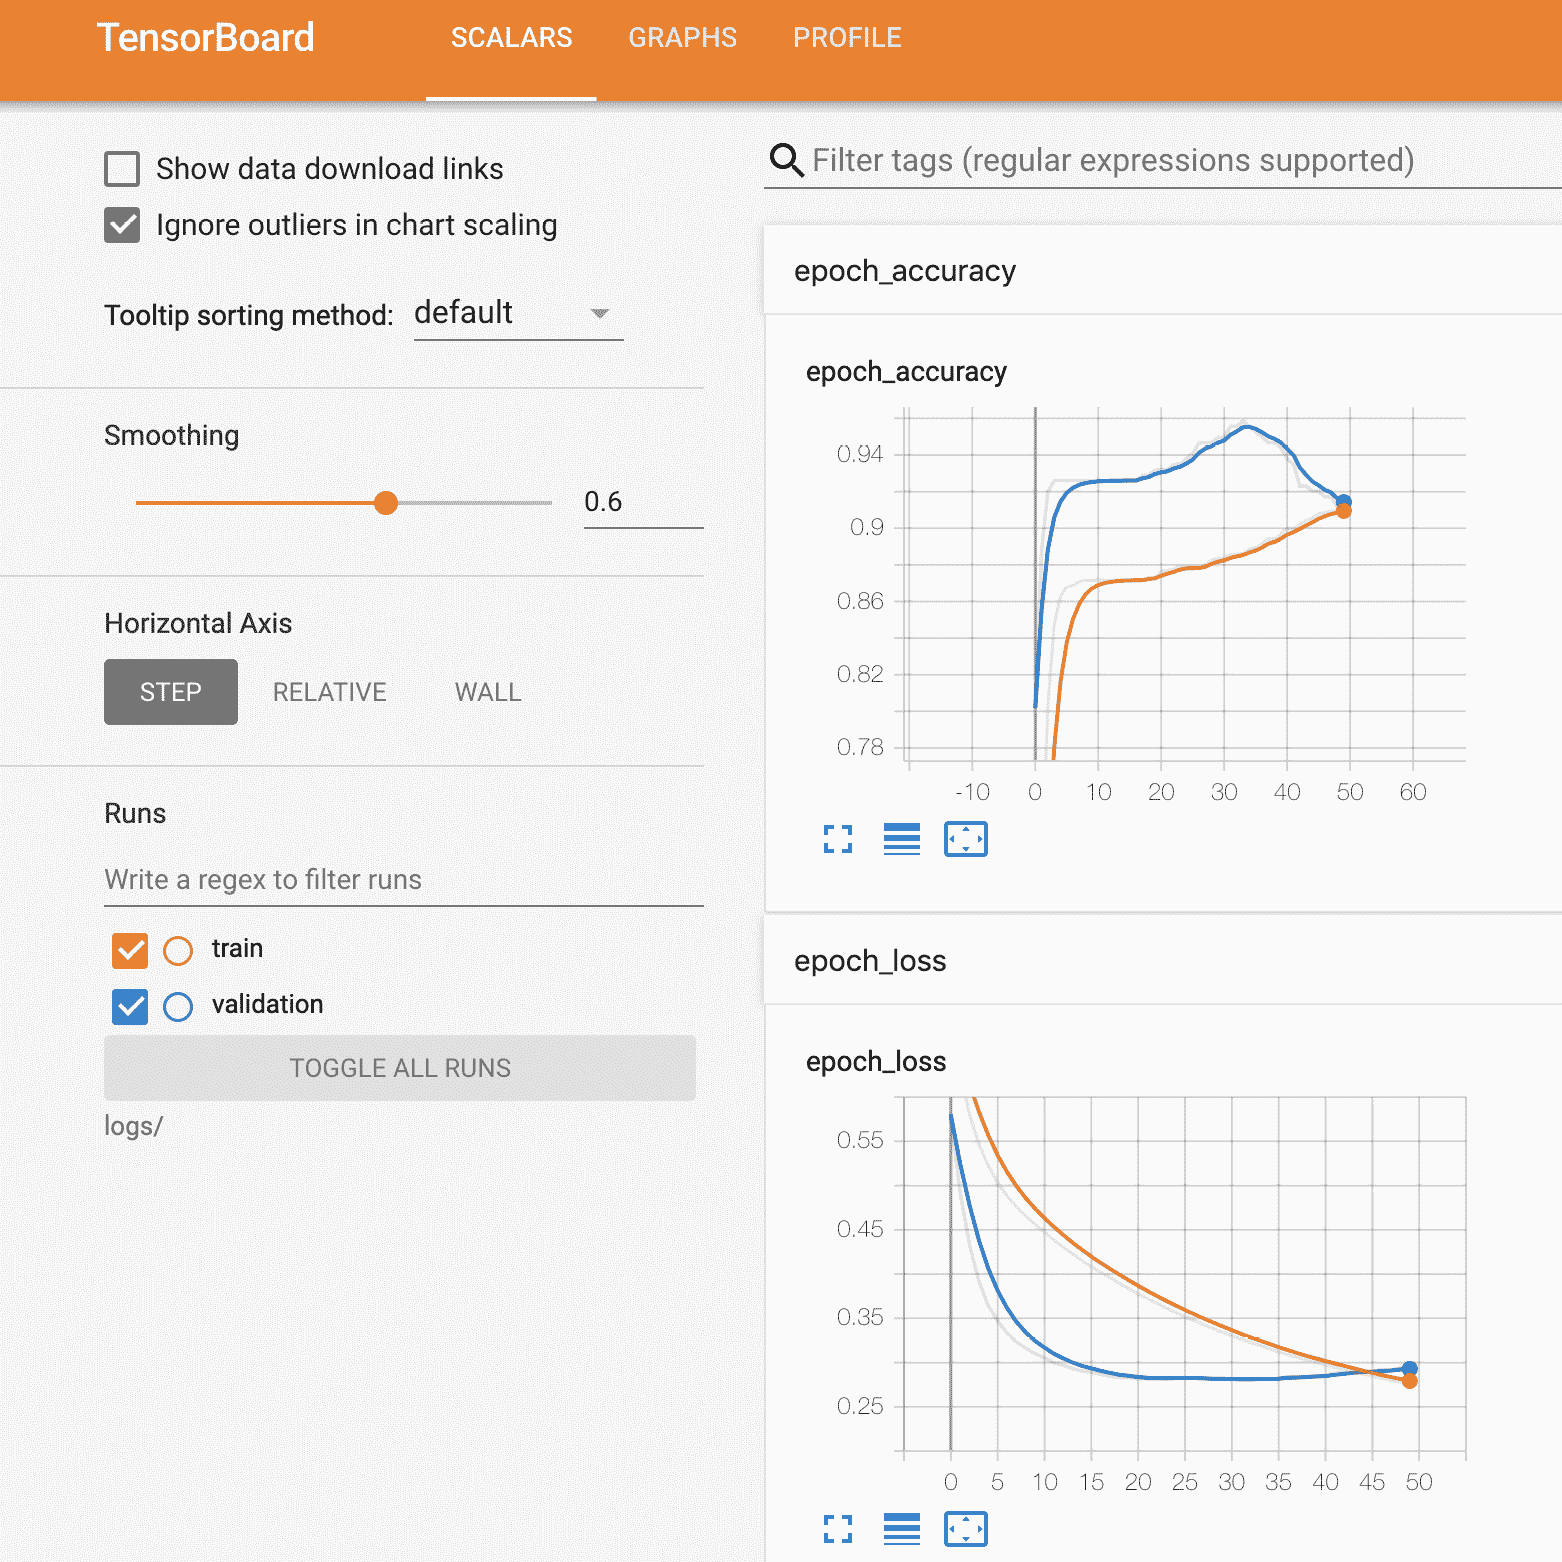 TensorBoard SCALARS GRAPHS PROFILE
Show data download links
Ignore outliers in chart scaling
Tooltip sorting method: default
Smoothing
0.6
Horizontal Axis
STEP RELATIVE WALL
Runs
Write a regex to filter runs
train
validation
TOGGLE ALL RUNS
logs/
Filter tags (regular expressions supported)
epoch_accuracy
epoch_accuracy
0.94
0.9
0.86
0.82
0.78
-10 0 10 20 30 40 50 60
epoch_loss
epoch_loss
0.55
0.45
0.35
0.25
0 5 10 15 20 25 30 35 40 45 50